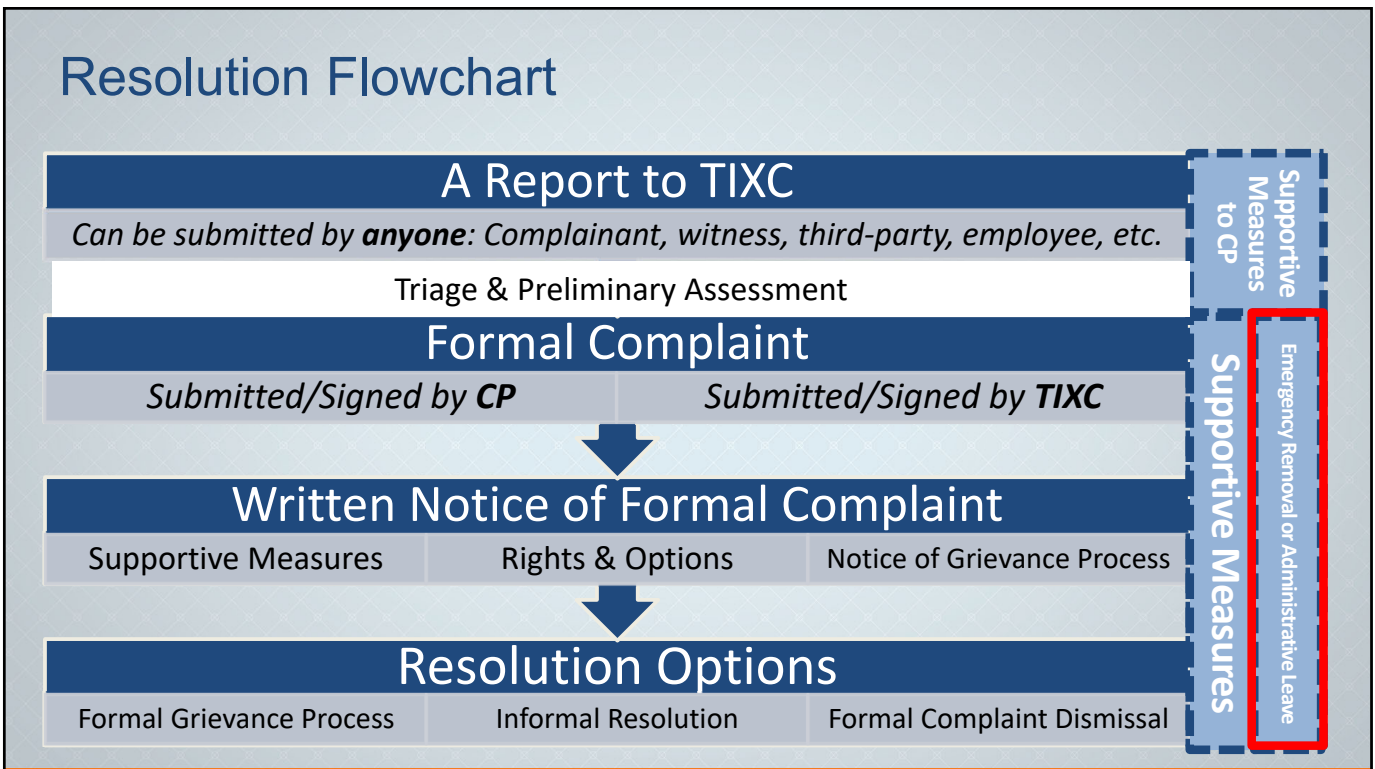 Resolution Flowchart
A Report to TIXC
Can be submitted by anyone: Complainant, witness, third-party, employee, etc.
Triage & Preliminary Assessment
Supportive
Measures
to CP
Formal Complaint
Submitted/Signed by CP
Submitted/Signed by TIXC
Written Notice of Formal Complaint
Supportive Measures
Rights & Options
Notice of Grievance Process
Resolution Options
Formal Grievance Process
Informal Resolution
Formal Complaint Dismissal
Supportive Measures
Emergency Removal or Administrative Leave